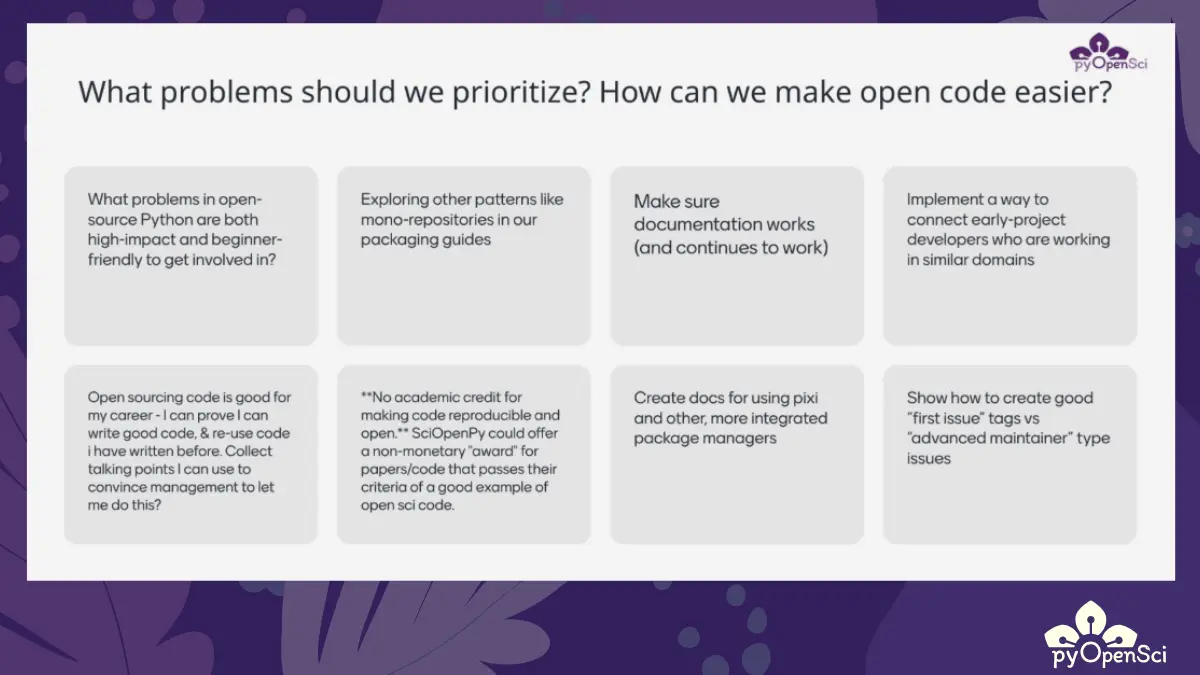 pyOpenSci
What problems should we prioritize? How can we make open code easier?
What problems in open-
source Python are both
high-impact and beginner-
friendly to get involved in?
Exploring other patterns like
mono-repositories in our
packaging guides
Make sure
documentation works
(and continues to work)
Implement a way to
connect early-project
developers who are working
in similar domains
Open sourcing code is good for
my career - I can prove I can
write good code, & re-use code
i have written before. Collect
talking points I can use to
convince management to let
me do this?
**No academic credit for
making code reproducible and
open.** SciOpenPy could offer
a non-monetary "award" for
papers/code that passes their
criteria of a good example of
open sci code.
Create docs for using pixi
and other, more integrated
package managers
Show how to create good
"first issue" tags vs
"advanced maintainer" type
issues
pyOpenSci